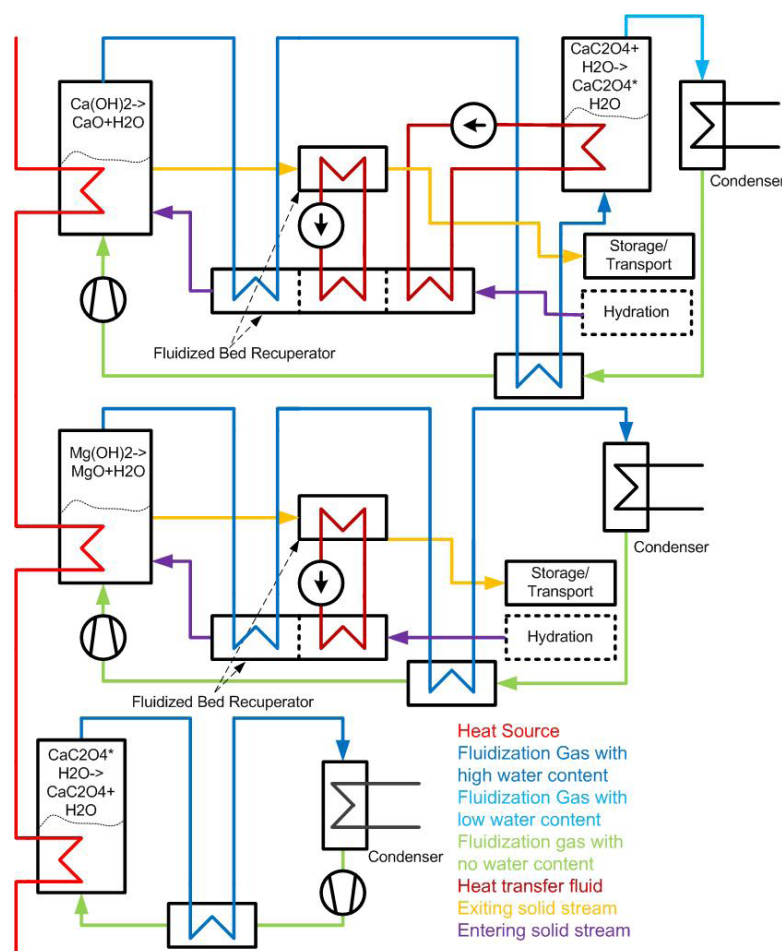 Ca(OH)2->
CaO+H2O
CaC2O4+
H2O->
CaC2O4*
H2O
Condenser
Storage/
Transport
Hydration
Fluidized Bed Recuperator
Mg(OH)2->
MgO+H2O
Condenser
Storage/
Transport
Hydration
Fluidized Bed Recuperator
CaC2O4*
H2O->
CaC2O4+
H2O
Condenser
Heat Source
Fluidization Gas with
high water content
Fluidization Gas with
low water content
Fluidization gas with
no water content
Heat transfer fluid
Exiting solid stream
Entering solid stream